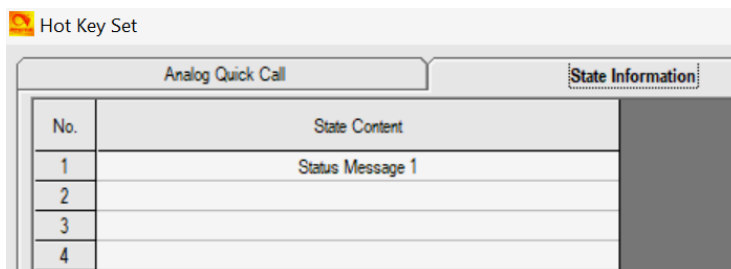 Hot Key Set
Analog Quick Call State Information
No. State Content
1 Status Message 1
2
3
4